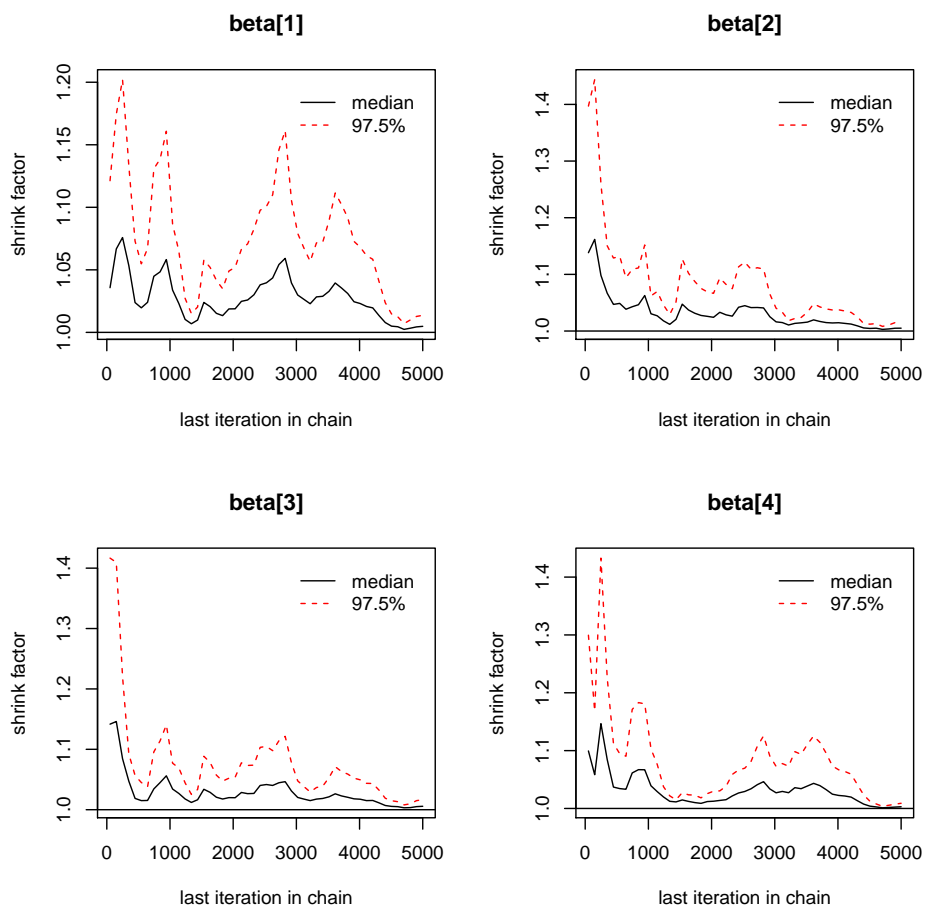 beta[1]
shrink factor
1.00 1.05 1.10 1.15 1.20
median
97.5%
0 1000 2000 3000 4000 5000
last iteration in chain
beta[2]
shrink factor
1.0 1.1 1.2 1.3 1.4
median
97.5%
0 1000 2000 3000 4000 5000
last iteration in chain
beta[3]
shrink factor
1.0 1.1 1.2 1.3 1.4
median
97.5%
0 1000 2000 3000 4000 5000
last iteration in chain
beta[4]
shrink factor
1.0 1.1 1.2 1.3 1.4
median
97.5%
0 1000 2000 3000 4000 5000
last iteration in chain